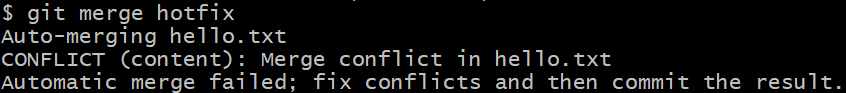 $ git merge hotfix
Auto-merging hello.txt
CONFLICT (content): Merge conflict in hello.txt
Automatic merge failed; fix conflicts and then commit the result.